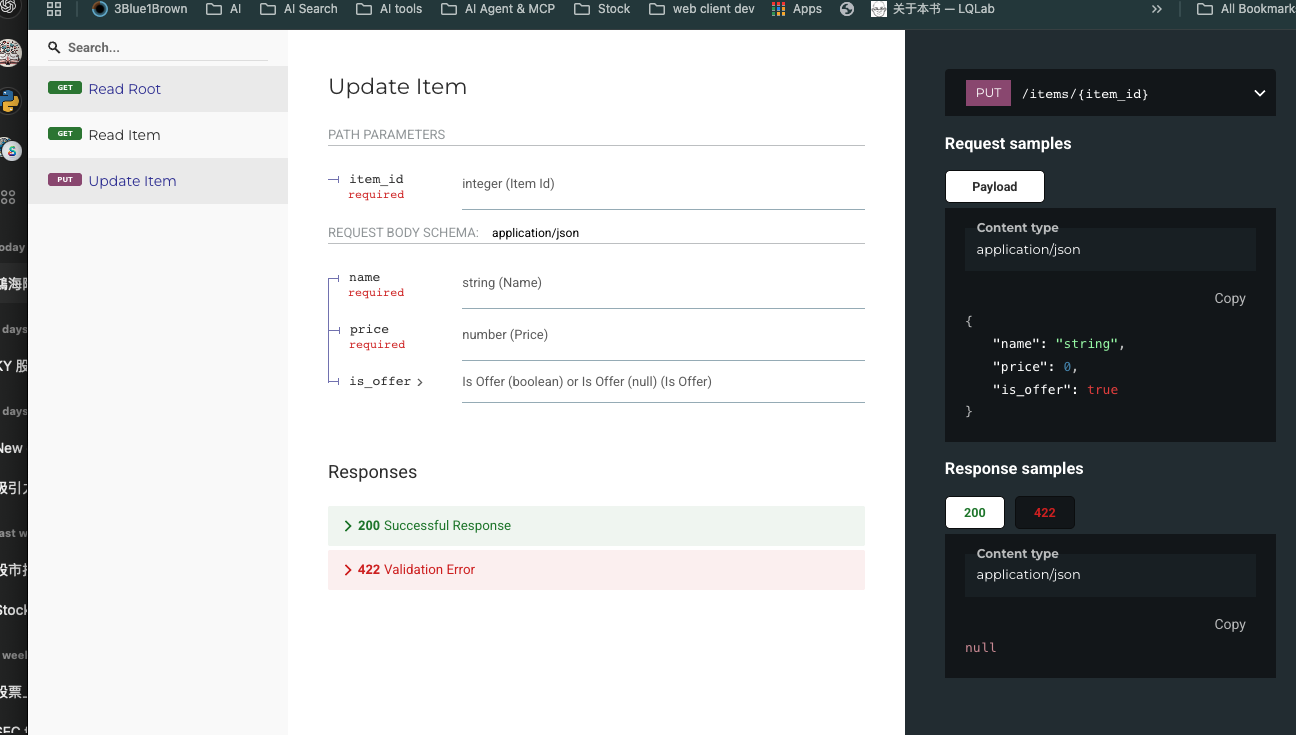 3Blue1Brown AI AI Search AI tools AI Agent & MCP Stock web client dev Apps 关于本书 — LQLab » All Bookmark
Search...
GET Read Root
GET Read Item
PUT Update Item
Update Item
PATH PARAMETERS
item_id
required
integer (Item Id)
REQUEST BODY SCHEMA: application/json
name
required
string (Name)
price
required
number (Price)
is_offer
Is Offer (boolean) or Is Offer (null) (Is Offer)
Responses
200 Successful Response
422 Validation Error
PUT /items/{item_id}
Request samples
Payload
Content type
application/json
Copy
{
"name": "string",
"price": 0,
"is_offer": true
}
Response samples
200 422
Content type
application/json
Copy
null
oday
days
KY 股
days
New
吸引
ast w
股市
Stock
week
股票